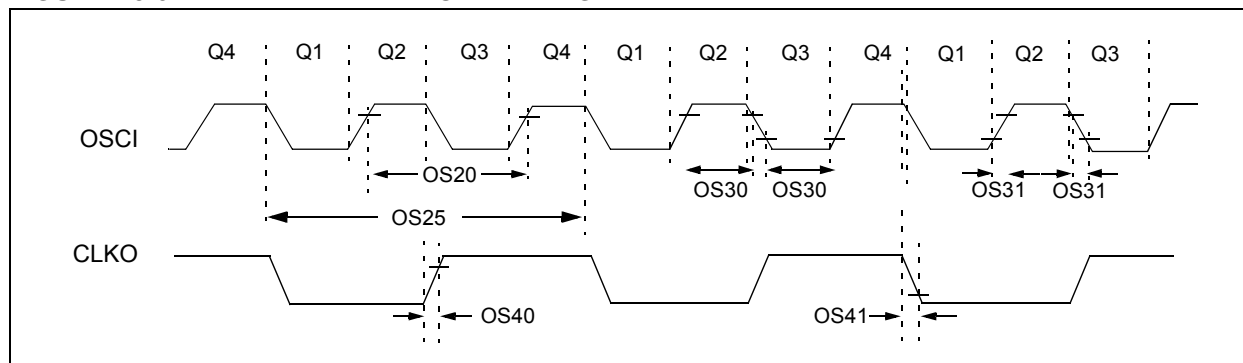 Q4 Q1 Q2 Q3 Q4 Q1 Q2 Q3 Q4 Q1 Q2 Q3
OSCI
OS20
OS30 OS30
OS31 OS31
OS25
CLKO
OS40
OS41